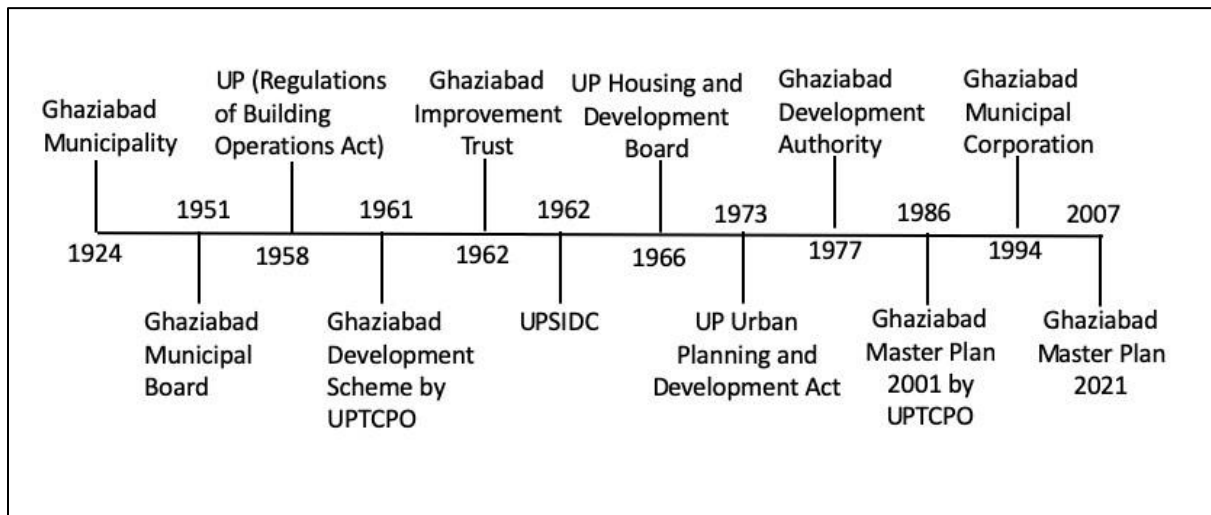 Ghaziabad
Municipality
UP (Regulations
of Building
Operations Act)
Ghaziabad
Improvement
Trust
UP Housing and
Development
Board
Ghaziabad
Development
Authority
Ghaziabad
Municipal
Corporation
1951
1961
1962
1973
1986
2007
1924
1958
1962
1966
1977
1994
Ghaziabad
Municipal
Board
Ghaziabad
Development
Scheme by
UPTCPO
UPSIDC
UP Urban
Planning and
Development Act
Ghaziabad
Master Plan
2001 by
UPTCPO
Ghaziabad
Master Plan
2021